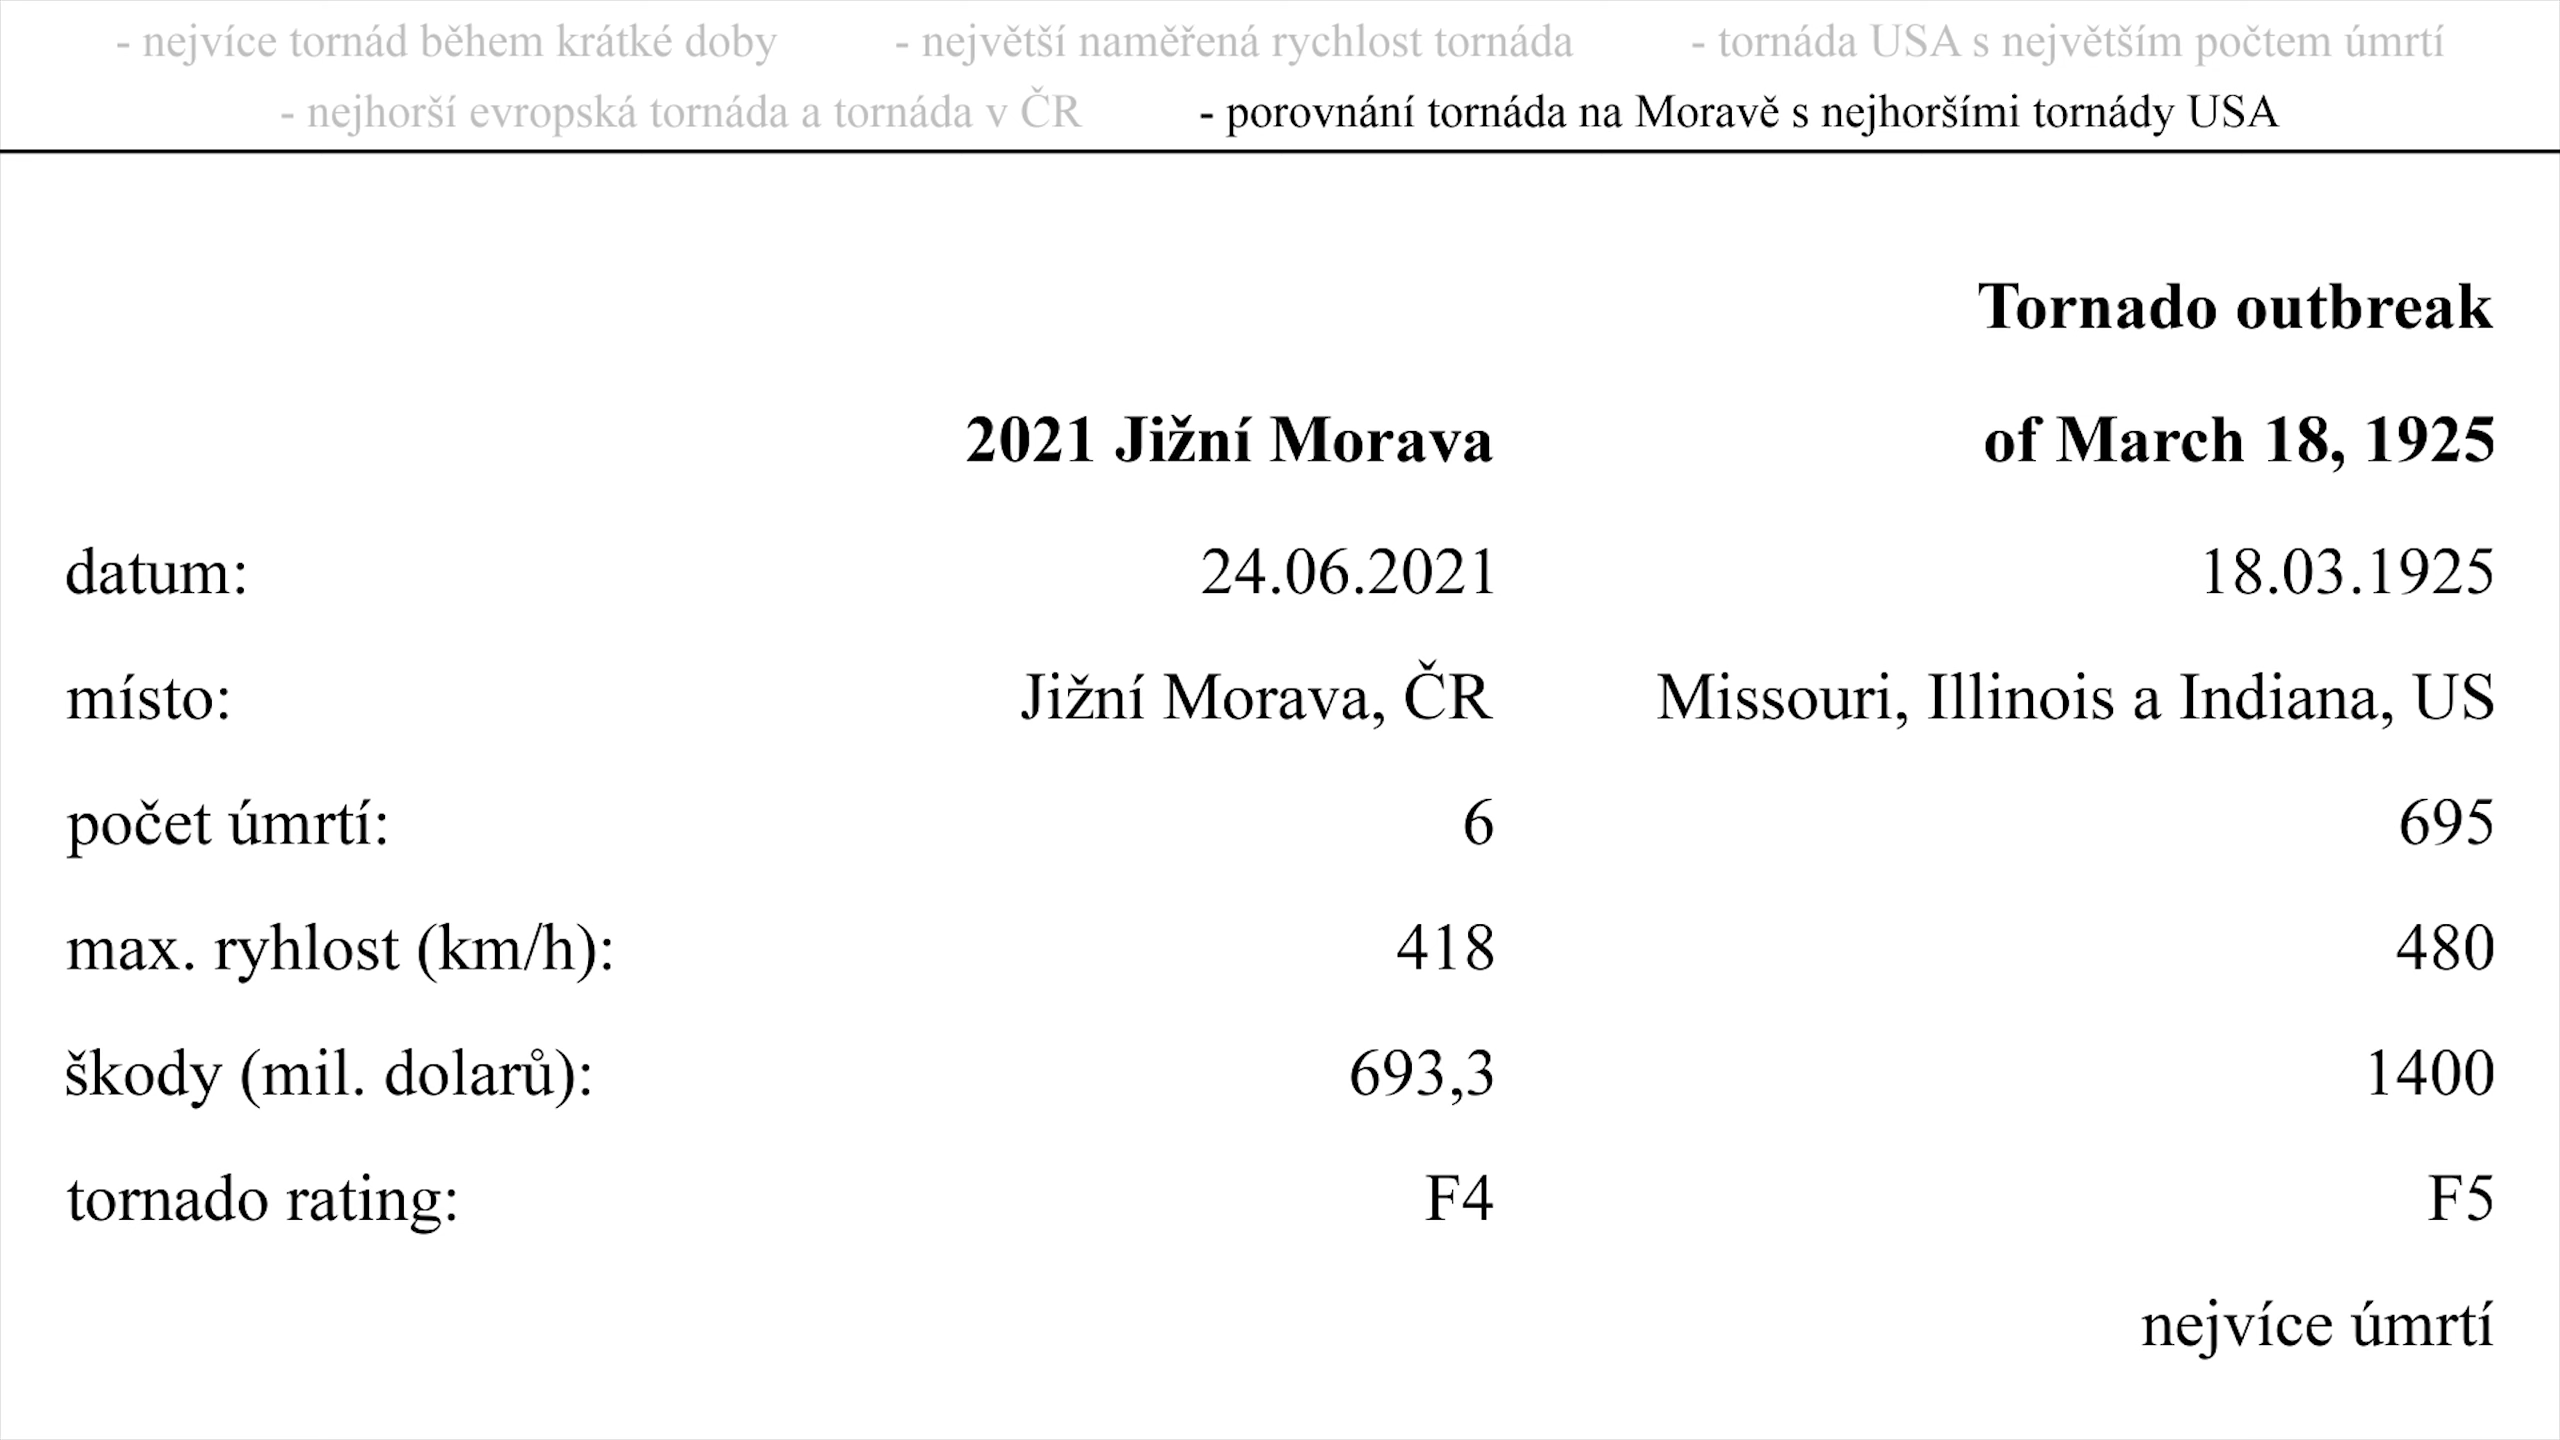 - nejvíce tornád během krátké doby - největší naměřená rychlost tornáda - tornáda USA s největším počtem úmrtí
- nejhorší evropská tornáda a tornáda v ČR - porovnání tornáda na Moravě s nejhoršími tornády USA
Tornado outbreak
2021 Jižní Morava of March 18, 1925
datum: 24.06.2021 18.03.1925
místo: Jižní Morava, ČR Missouri, Illinois a Indiana, US
počet úmrtí: 6 695
max. ryhlost (km/h): 418 480
škody (mil. dolarů): 693,3 1400
tornado rating: F4 F5
nejvíce úmrtí